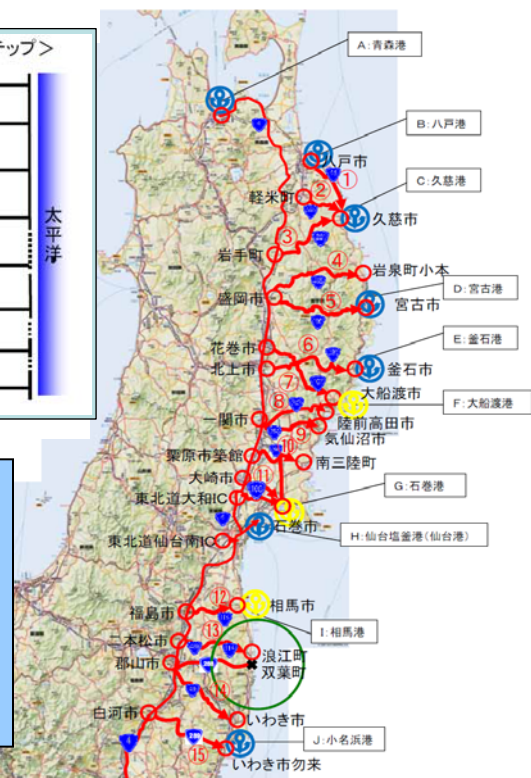 テップ＞
太平洋
A:青森港
B:八戸港
八戸市
①
軽米町
②
C:久慈港
久慈市
③
岩手町
④
岩泉町小本
盛岡市
⑤
D:宮古港
宮古市
⑥
花巻市
E:釜石港
北上市
釜石市
⑦
大船渡市
⑧
F:大船渡港
一関市
陸前高田市
⑨
気仙沼市
⑩
栗原市築館
南三陸町
大崎市
⑪
G:石巻港
東北道大和IC
石巻市
東北道仙台南IC
H:仙台塩釜港(仙台港)
⑫
相馬市
福島市
I:相馬港
⑬
二本松市
浪江町
郡山市
双葉町
⑭
白河市
いわき市
4
J:小名浜港
⑮
いわき市勿来